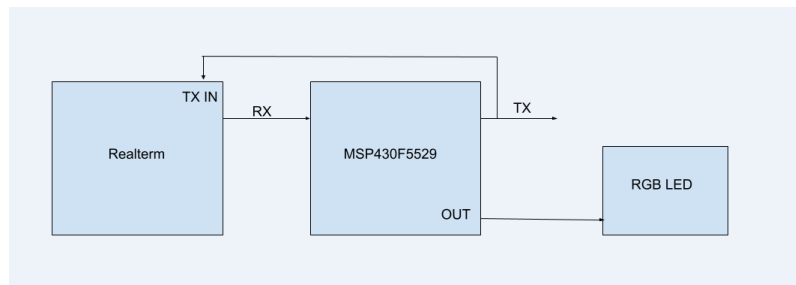 TX IN
RX
TX
Realterm
MSP430F5529
RGB LED
OUT